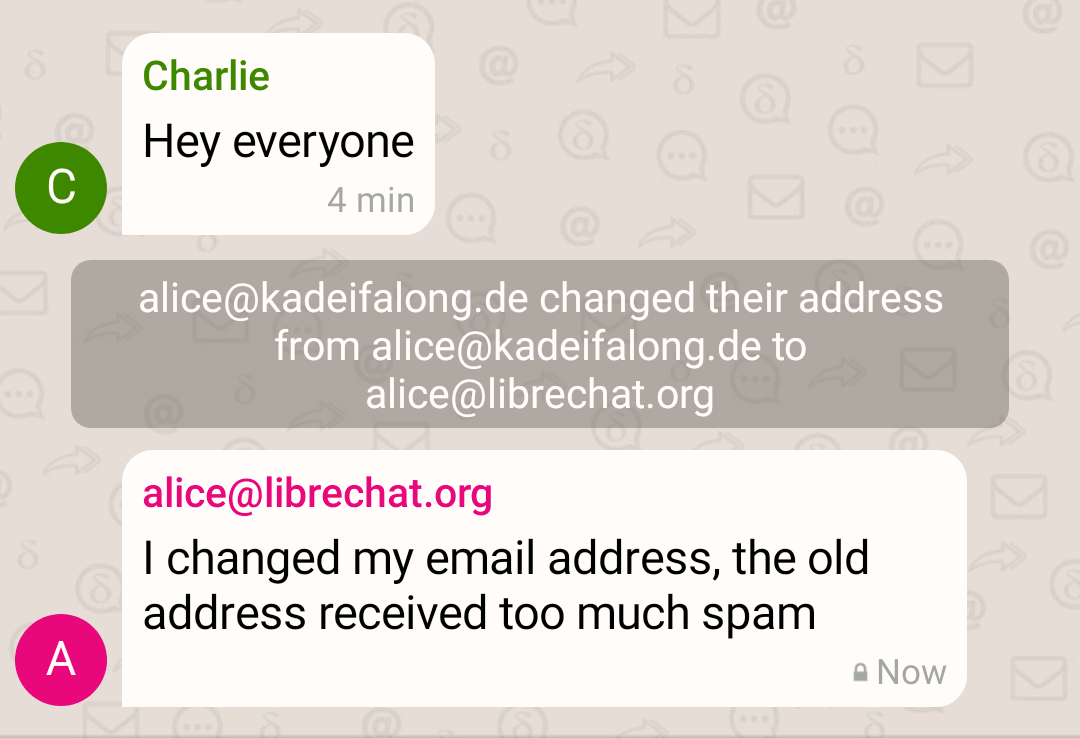 Charlie
Hey everyone
C
4 min
alice@kadeifalong.de changed their address
from alice@kadeifalong.de to
alice@librechat.org
alice@librechat.org
I changed my email address, the old
address received too much spam
A
Now